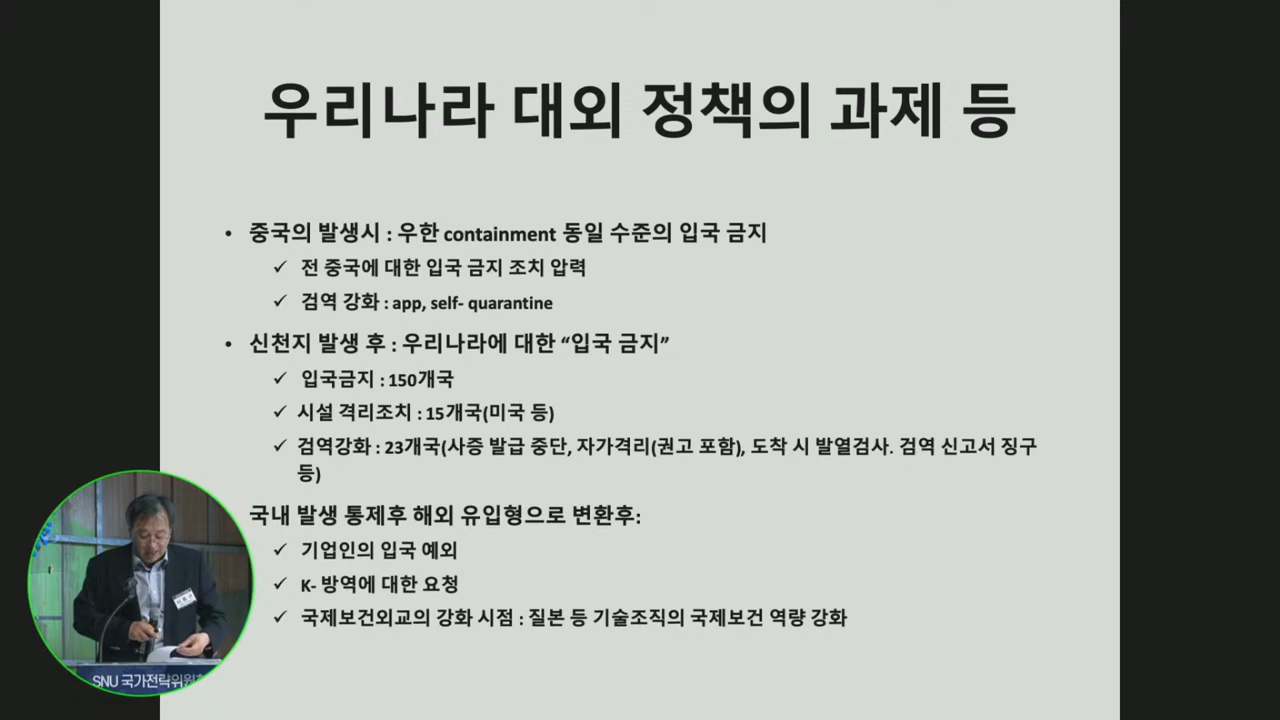 우리나라 대외 정책의 과제 등
• 중국의 발생시 : 우한 containment 동일 수준의 입국 금지
✓ 전 중국에 대한 입국 금지 조치 압력
✓ 검역 강화 : app, self- quarantine
• 신천지 발생 후 : 우리나라에 대한 “입국 금지”
✓ 입국금지 : 150개국
✓ 시설 격리조치 : 15개국(미국 등)
✓ 검역강화 : 23개국(사증 발급 중단, 자가격리(권고 포함), 도착 시 발열검사. 검역 신고서 징구
등)
국내 발생 통제후 해외 유입형으로 변환후:
✓ 기업인의 입국 예외
✓ K- 방역에 대한 요청
✓ 국제보건외교의 강화 시점 : 질본 등 기술조직의 국제보건 역량 강화
SNU 국가전략위원회